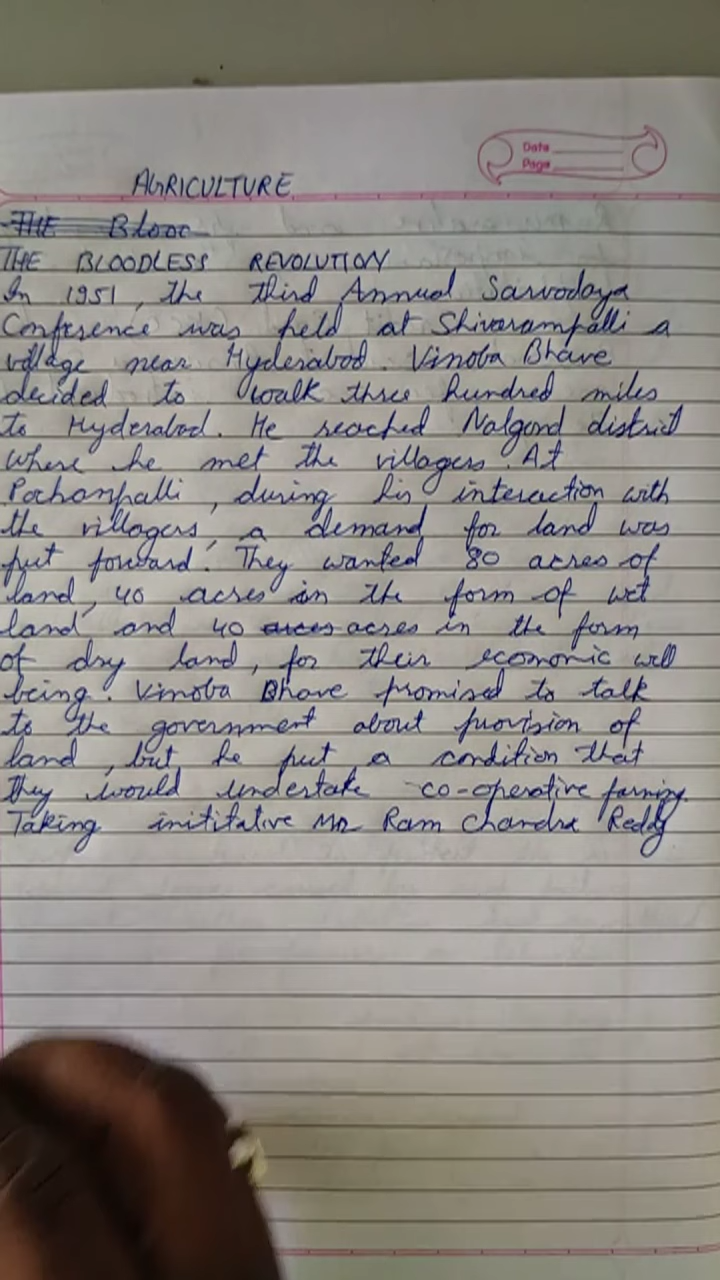 Date
Page
AGRICULTURE
THE Blooc
THE BLOODLESS REVOLUTION
In 1951, the third Annual Sarvodaya
Conference was held at Shivarampalli a
village near Hyderabad. Vinoba Bhave
decided to walk three hundred miles
to Hyderabad. He reached Nalgond district
where he met the villagers. At
Pochampalli, during his interaction with
the villagers, a demand for land was
put forward. They wanted 80 acres of
land, 40 acres in the form of wet
land and 40 acres acres in the form
of dry land, for their economic well
being. Vinoba Bhave promised to talk
to the government about provision of
land, but he put a condition that
they would undertake co-operative farming.
Taking inititative Mr Ram Chandra Reddy